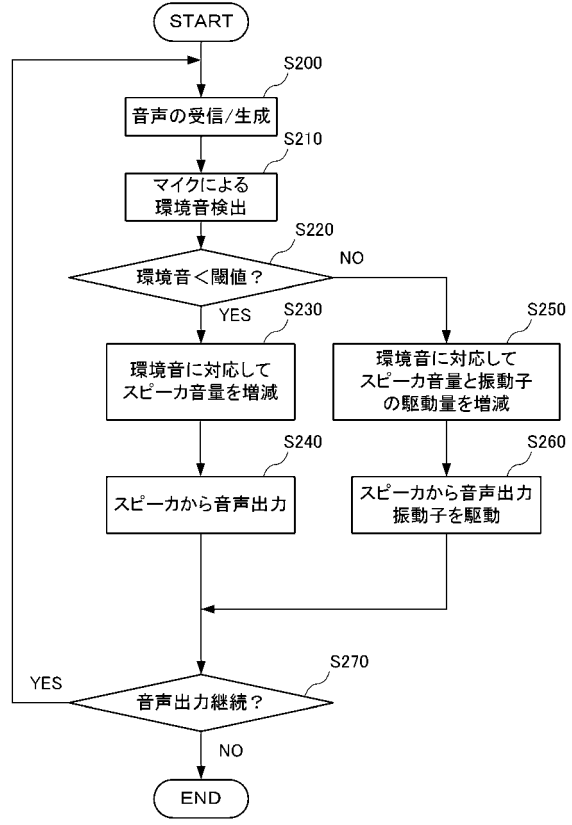 START
S200
音声の受信/生成
S210
マイクによる
環境音検出
S220
環境音＜閾値？
NO
YES
S230
環境音に対応して
スピーカ音量を増減
S250
環境音に対応して
スピーカ音量と振動子
の駆動量を増減
S240
スピーカから音声出力
S260
スピーカから音声出力
振動子を駆動
S270
YES
音声出力継続？
NO
END